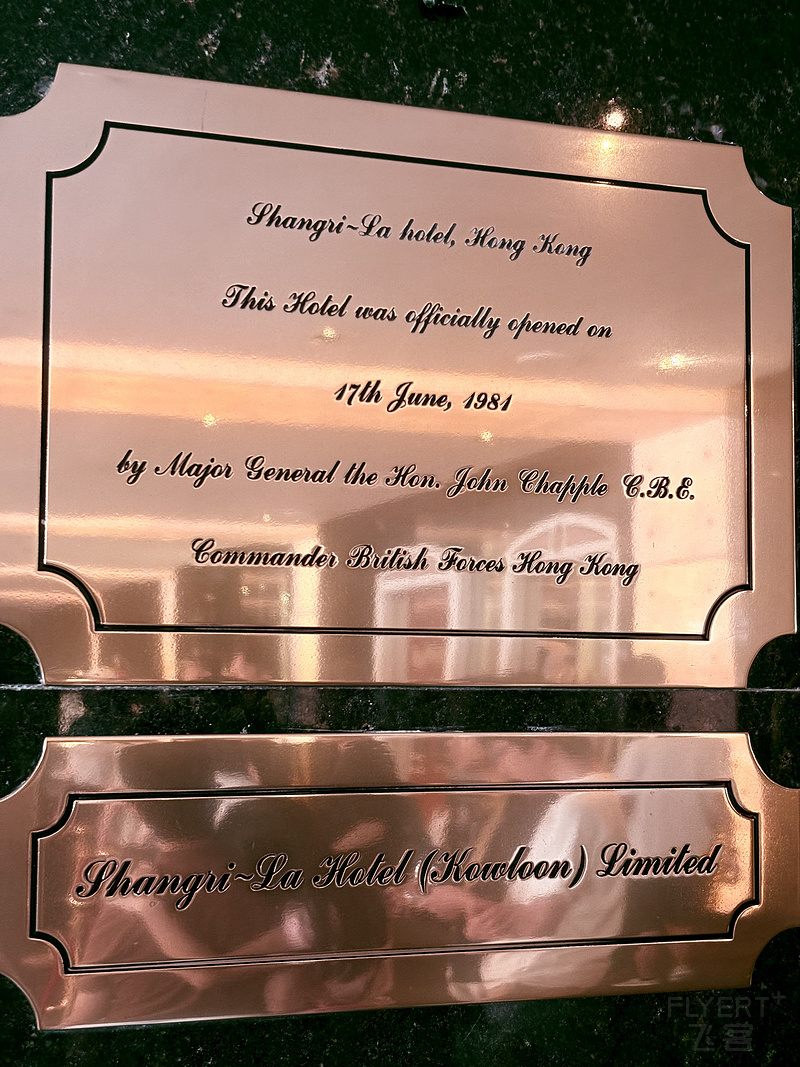 Shangri~La hotel, Hong Kong
This Hotel was officially opened on
17th June, 1981
by Major General the Hon. John Chapple C.B.E.
Commander British Forces Hong Kong
Shangri~La Hotel (Kowloon) Limited
FLYERT+
飞客